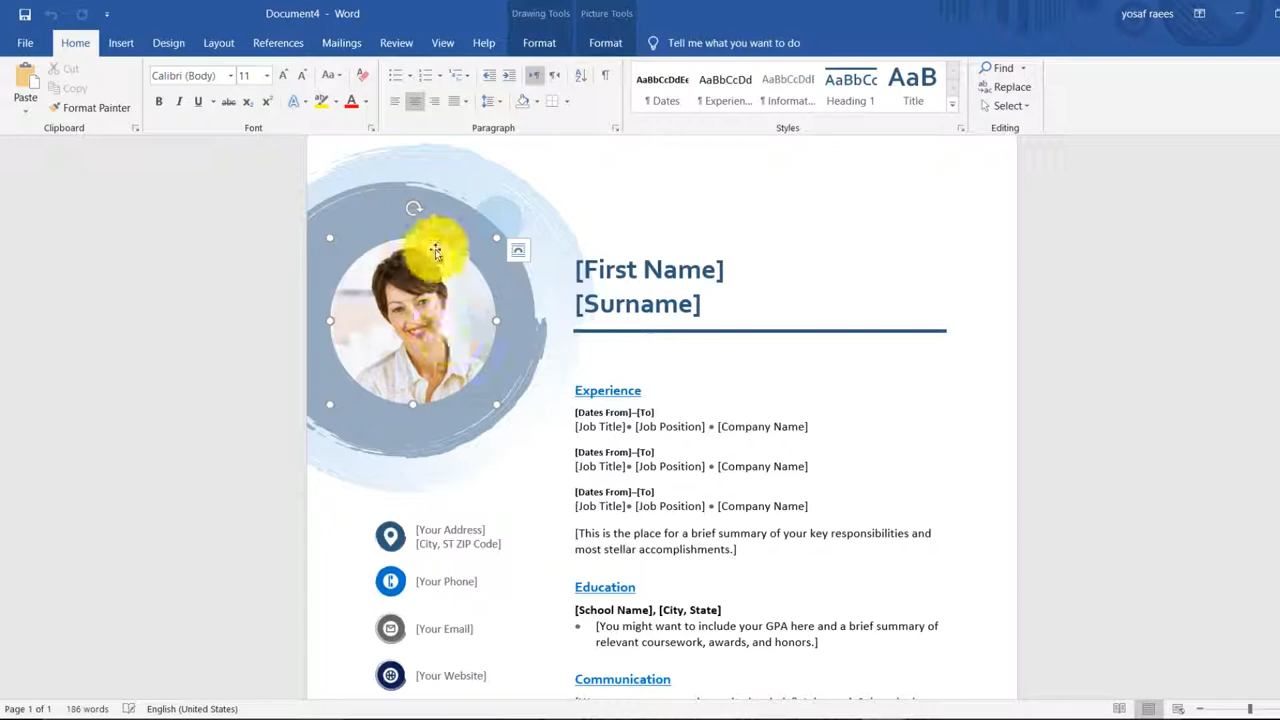 Document4 - Word
Drawing Tools
Picture Tools
yosaf raees
File
Home
Insert
Design
Layout
References
Mailings
Review
View
Help
Format
Format
Tell me what you want to do
Paste
Cut
Copy
Format Painter
Clipboard
Calibri (Body)
11
Aa
B I U abc X₂ X²
A
Font
Paragraph
AaBbCcDdEe
¶ Dates
AaBbCcDd
¶ Experien...
AaBbCcDdI
¶ Informat...
AaBbCc
Heading 1
AaB
Title
Styles
Find
Replace
Select
Editing
[First Name]
[Surname]
Experience
[Dates From]–[To]
[Job Title]● [Job Position] ● [Company Name]
[Dates From]–[To]
[Job Title]● [Job Position] ● [Company Name]
[Dates From]–[To]
[Job Title]● [Job Position] ● [Company Name]
[This is the place for a brief summary of your key responsibilities and
most stellar accomplishments.]
Education
[School Name], [City, State]
● [You might want to include your GPA here and a brief summary of
relevant coursework, awards, and honors.]
Communication
[Your Address]
[City, ST ZIP Code]
[Your Phone]
[Your Email]
[Your Website]
Page 1 of 1
186 words
English (United States)